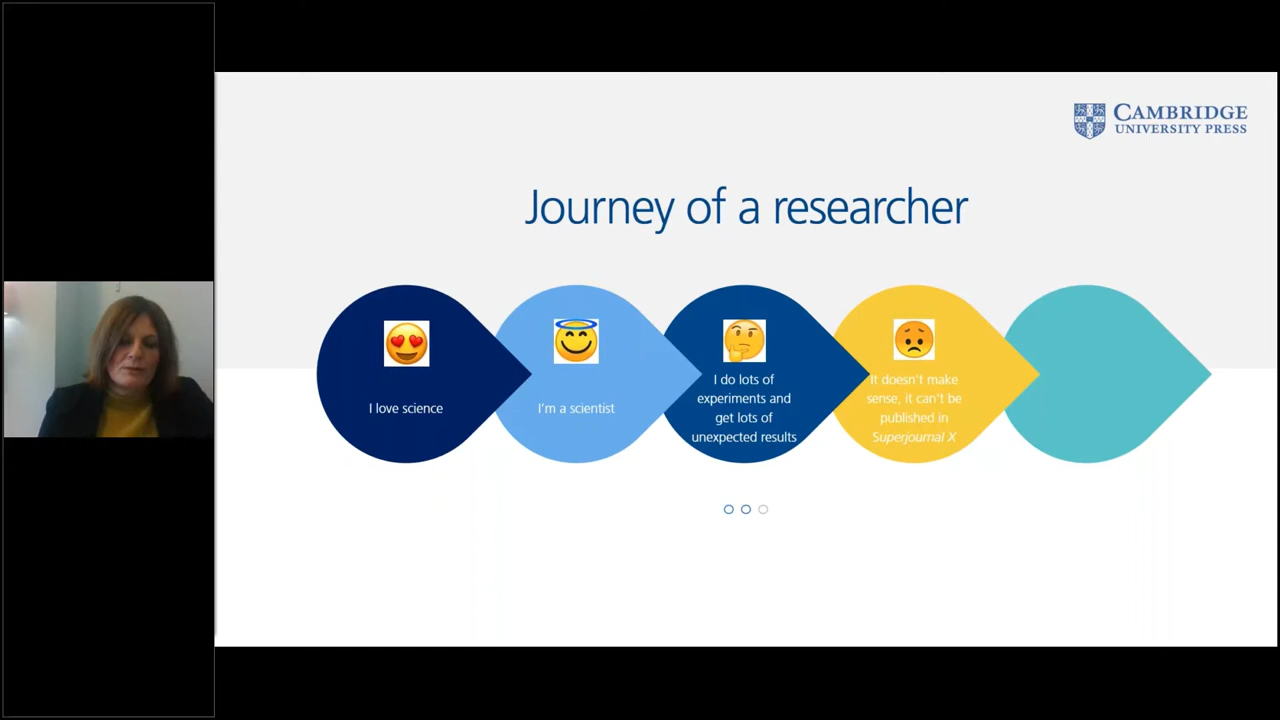 CAMBRIDGE
UNIVERSITY PRESS
Journey of a researcher
I love science
I'm a scientist
I do lots of
experiments and
get lots of
unexpected results
It doesn't make
sense, it can't be
published in
Superjournal X